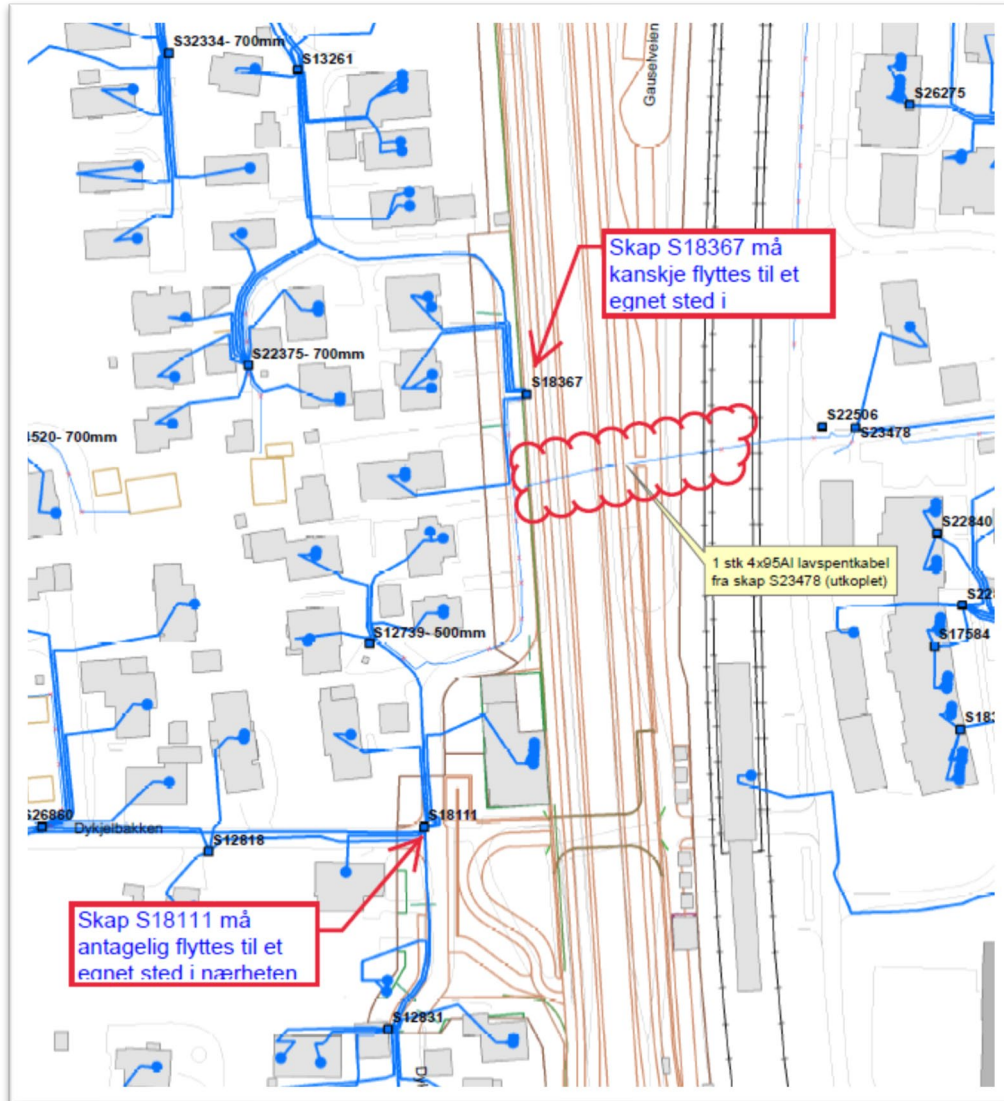 S32334- 700mm
S13261
Gauselveien
S26275
Skap S18367 må
kanskje flyttes til et
egnet sted i
S22375- 700mm
S18367
4520- 700mm
S22506
S23478
S22840
1 stk 4x95Al lavspentkabel
fra skap S23478 (utkoplet)
S12739- 500mm
S17584
S26860
Dykjelbakken
S18111
S12818
Skap S18111 må
antagelig flyttes til et
egnet sted i nærheten
S12831